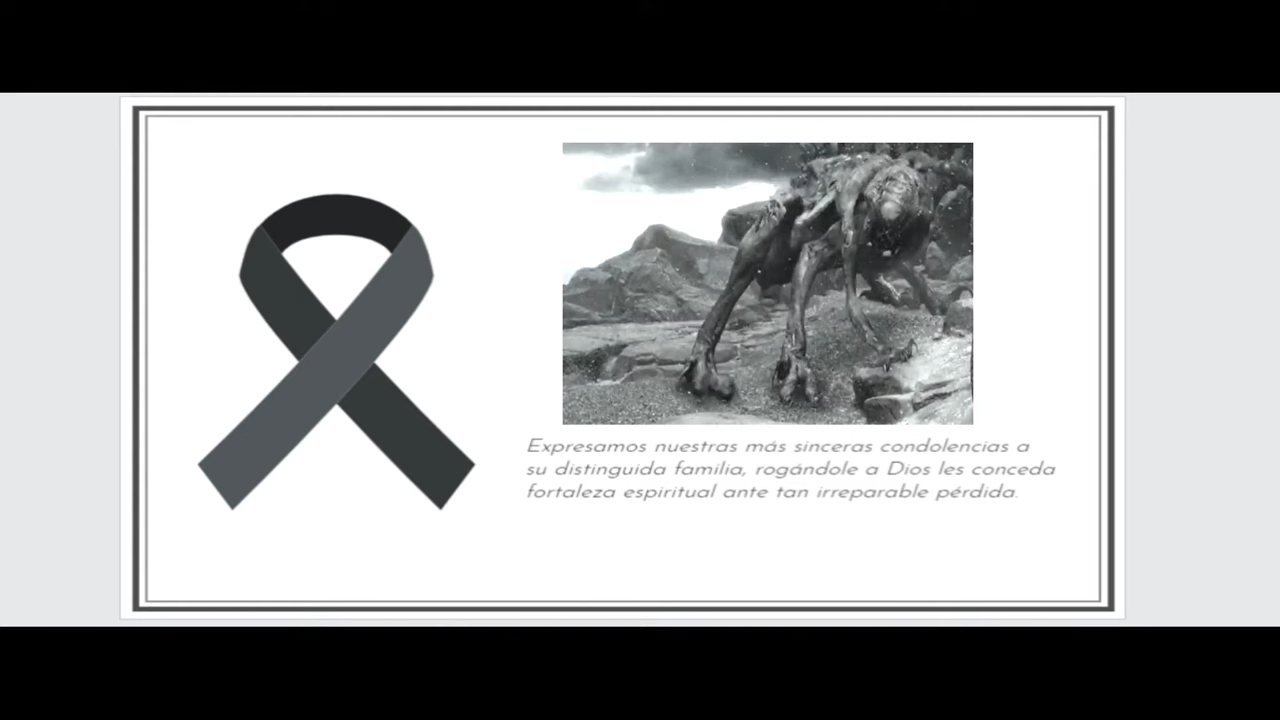 Expresamos nuestras más sinceras condolencias a
su distinguida familia, rogándole a Dios les conceda
fortaleza espiritual ante tan irreparable pérdida.